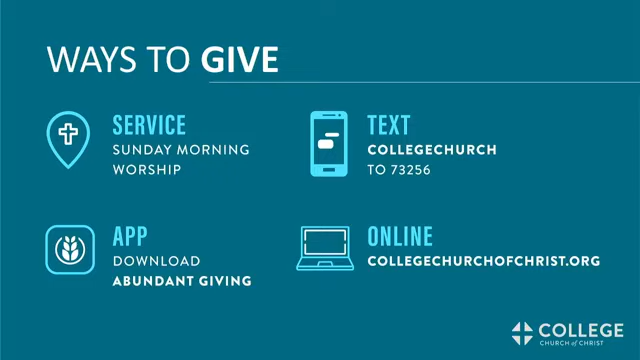 WAYS TO GIVE
SERVICE
SUNDAY MORNING
WORSHIP
TEXT
COLLEGECHURCH
TO 73256
APP
DOWNLOAD
ABUNDANT GIVING
ONLINE
COLLEGECHURCHOFCHRIST.ORG
COLLEGE
CHURCH of CHRIST